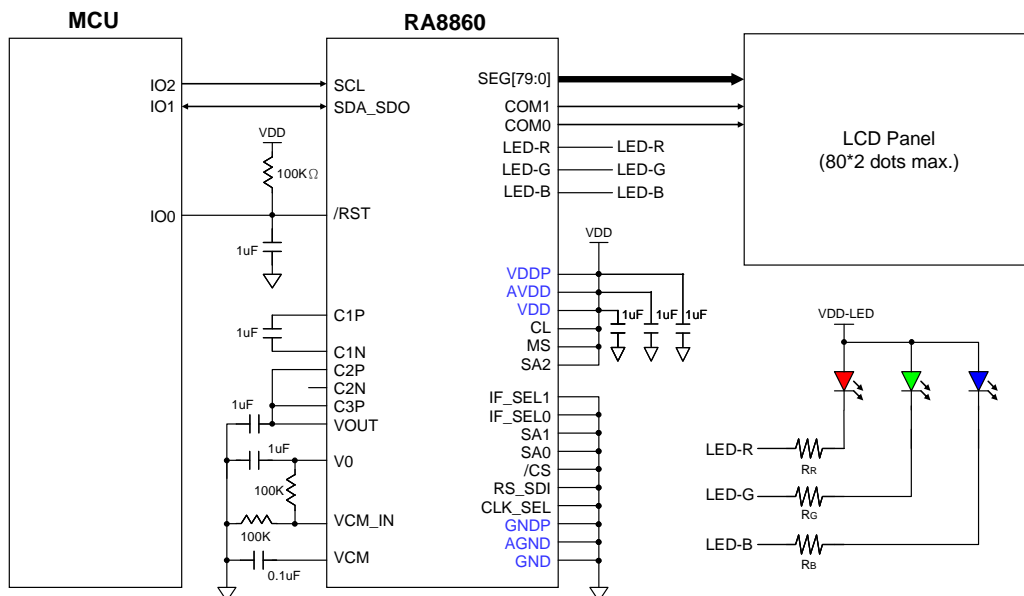 MCU
RA8860
IO2
SCL
IO1
SDA_SDO
VDD
100KΩ
IO0
/RST
1uF
C1P
1uF
C1N
C2P
C2N
C3P
1uF
VOUT
1uF
V0
100K
VCM_IN
100K
VCM
0.1uF
SEG[79:0]
COM1
COM0
LED-R
LED-R
LED-G
LED-G
LED-B
LED-B
VDD
VDDP
AVDD
VDD
1uF
1uF
1uF
CL
MS
SA2
IF_SEL1
IF_SEL0
SA1
SA0
/CS
RS_SDI
CLK_SEL
GNDP
AGND
GND
LCD Panel
(80*2 dots max.)
VDD-LED
LED-R
RR
LED-G
RG
LED-B
RB